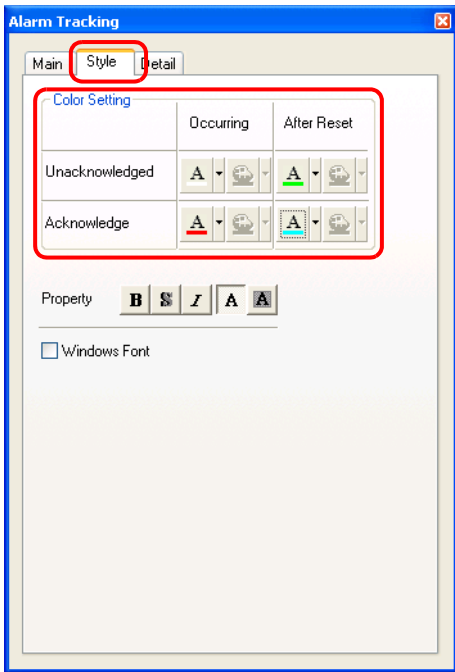 Alarm Tracking
Main Style Detail
Color Setting
Occurring After Reset
Unacknowledged A A
Acknowledge A A
Property B S I A A
Windows Font